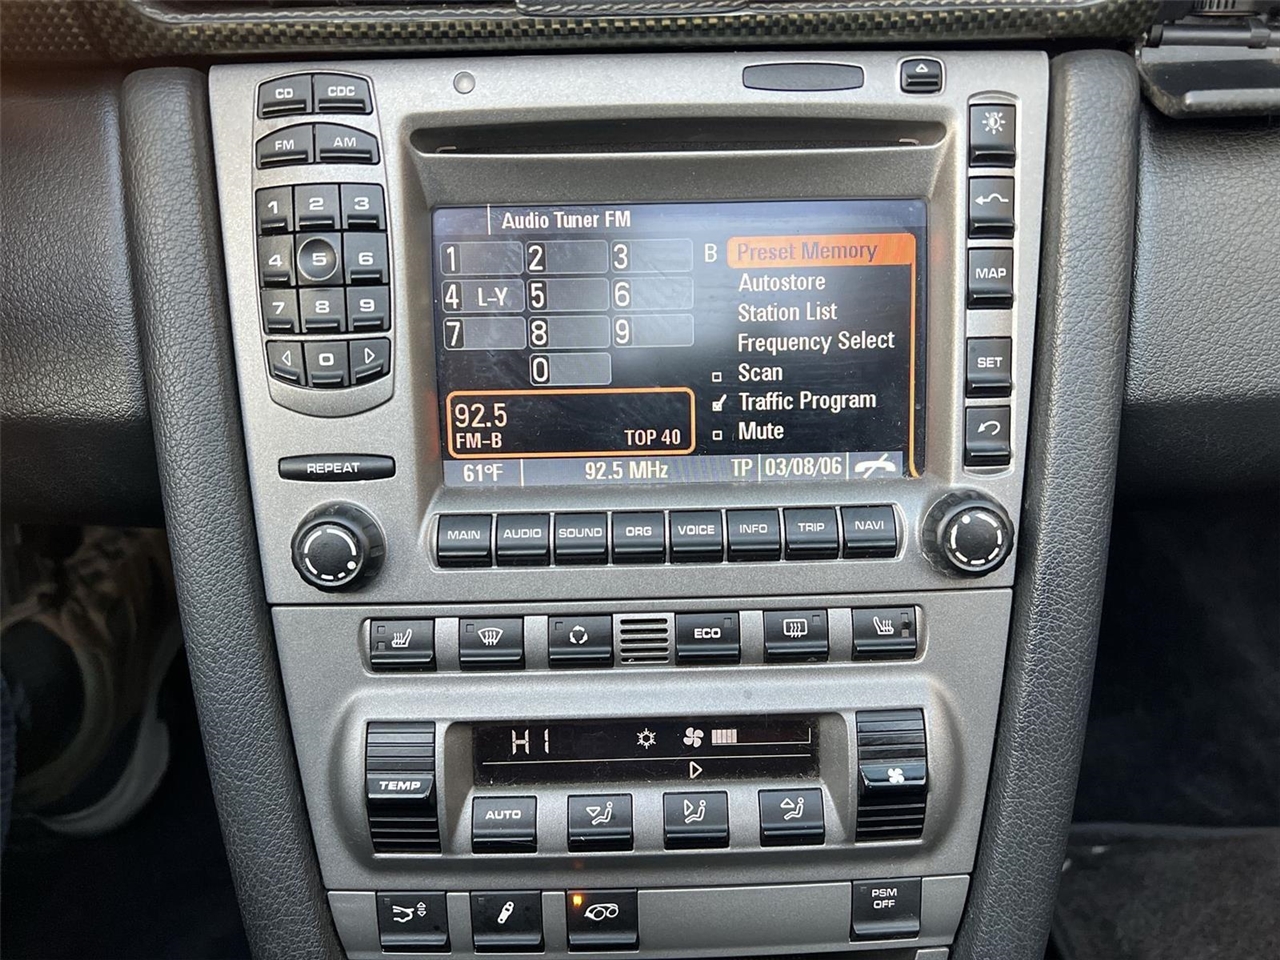 CD CDC
FM AM
1 2 3
4 5 6
7 8 9
0
REPEAT
Audio Tuner FM
1 2 3
4 L-Y 5 6
7 8 9
0
B Preset Memory
Autostore
Station List
Frequency Select
Scan
Traffic Program
Mute
92.5
FM-B TOP 40
61°F 92.5 MHz TP 03/08/06
MAP
SET
MAIN AUDIO SOUND ORG VOICE INFO TRIP NAVI
ECO
HI
TEMP
AUTO
PSM
OFF